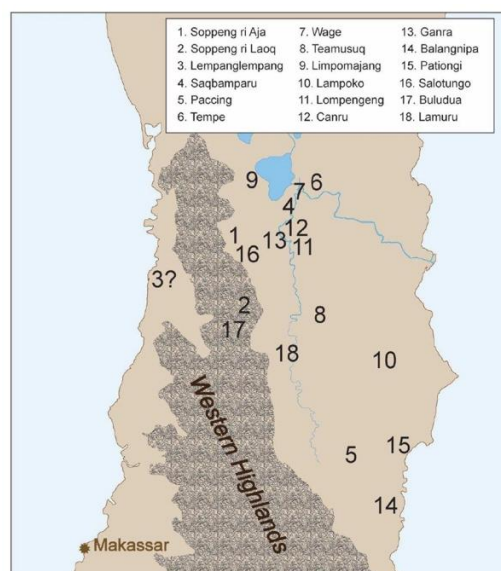 1. Soppeng ri Aja
2. Soppeng ri Laoq
3. Lempanglempang
4. Saqbamparu
5. Paccing
6. Tempe
7. Wage
8. Teamusuq
9. Limpomajang
10. Lampoko
11. Lompengeng
12. Canru
13. Ganra
14. Balangnipa
15. Pationgi
16. Salotungo
17. Buludua
18. Lamuru
9
7
6
4
1
13
12
16
11
3?
2
17
8
18
10
5
15
14
Western Highlands
Makassar